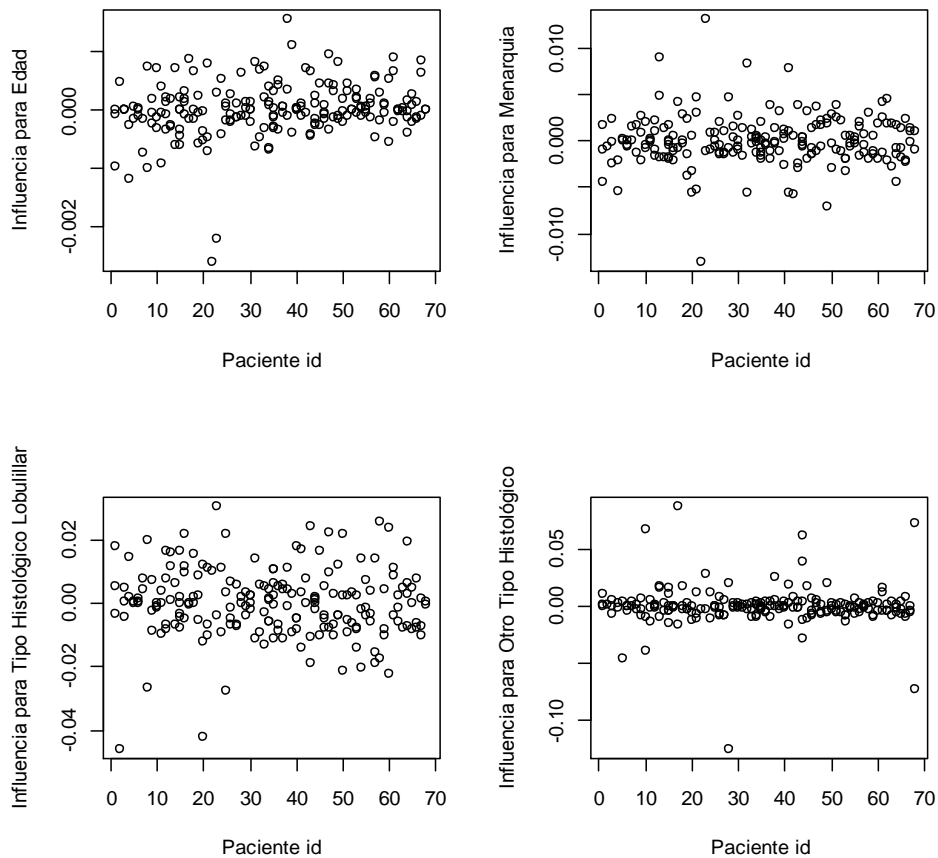 Influencia para Edad
0.000
-0.002
0 10 20 30 40 50 60 70
Paciente id
Influencia para Menarquia
0.010
0.000
-0.010
0 10 20 30 40 50 60 70
Paciente id
Influencia para Tipo Histológico Lobulillar
0.02
0.00
-0.02
-0.04
0 10 20 30 40 50 60 70
Paciente id
Influencia para Otro Tipo Histológico
0.05
0.00
-0.10
0 10 20 30 40 50 60 70
Paciente id